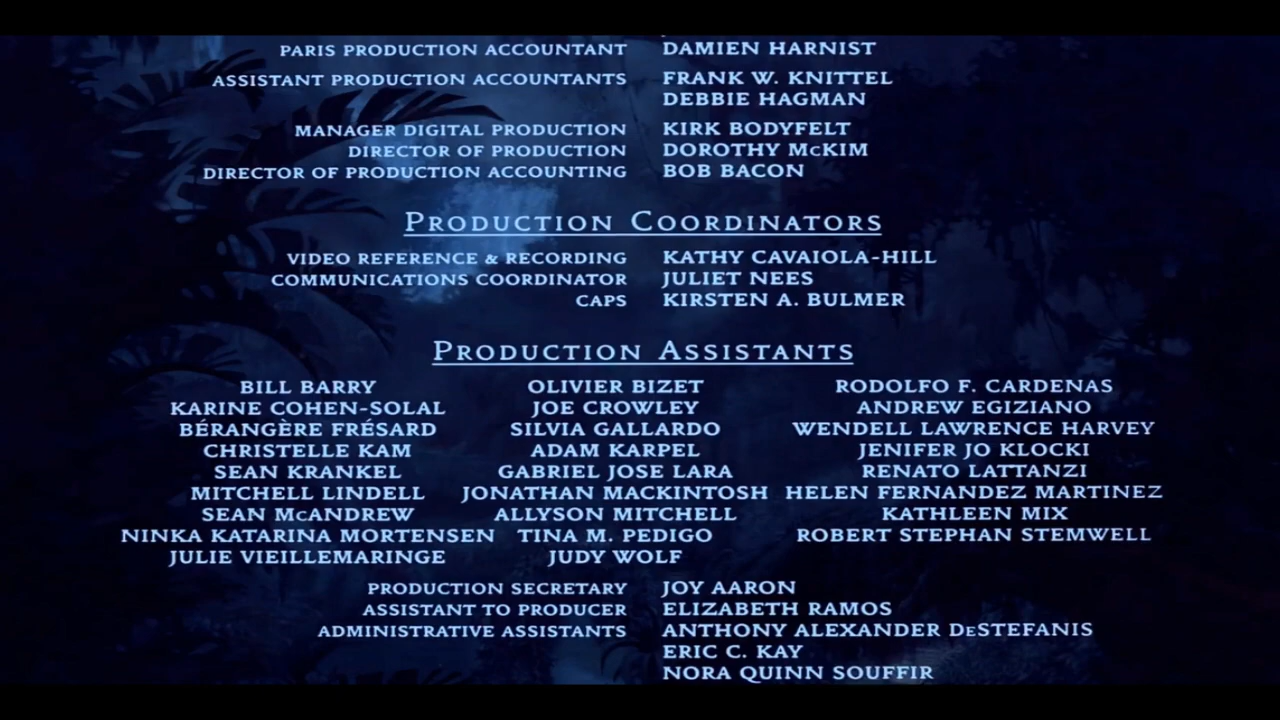 PARIS PRODUCTION ACCOUNTANT DAMIEN HARNIST
ASSISTANT PRODUCTION ACCOUNTANTS FRANK W. KNITTEL
DEBBIE HAGMAN
MANAGER DIGITAL PRODUCTION KIRK BODYFELT
DIRECTOR OF PRODUCTION DOROTHY McKIM
DIRECTOR OF PRODUCTION ACCOUNTING BOB BACON
PRODUCTION COORDINATORS
VIDEO REFERENCE & RECORDING KATHY CAVAIOLA-HILL
COMMUNICATIONS COORDINATOR JULIET NEES
CAPS KIRSTEN A. BULMER
PRODUCTION ASSISTANTS
BILL BARRY OLIVIER BIZET RODOLFO F. CARDENAS
KARINE COHEN-SOLAL JOE CROWLEY ANDREW EGIZIANO
BÉRANGÈRE FRÉSARD SILVIA GALLARDO WENDELL LAWRENCE HARVEY
CHRISTELLE KAM ADAM KARPEL JENIFER JO KLOCKI
SEAN KRANKEL GABRIEL JOSE LARA RENATO LATTANZI
MITCHELL LINDELL JONATHAN MACKINTOSH HELEN FERNANDEZ MARTINEZ
SEAN McANDREW ALLYSON MITCHELL KATHLEEN MIX
NINKA KATARINA MORTENSEN TINA M. PEDIGO ROBERT STEPHAN STEMWELL
JULIE VIEILLEMARINGE JUDY WOLF
PRODUCTION SECRETARY JOY AARON
ASSISTANT TO PRODUCER ELIZABETH RAMOS
ADMINISTRATIVE ASSISTANTS ANTHONY ALEXANDER DeSTEFANIS
ERIC C. KAY
NORA QUINN SOUFFIR